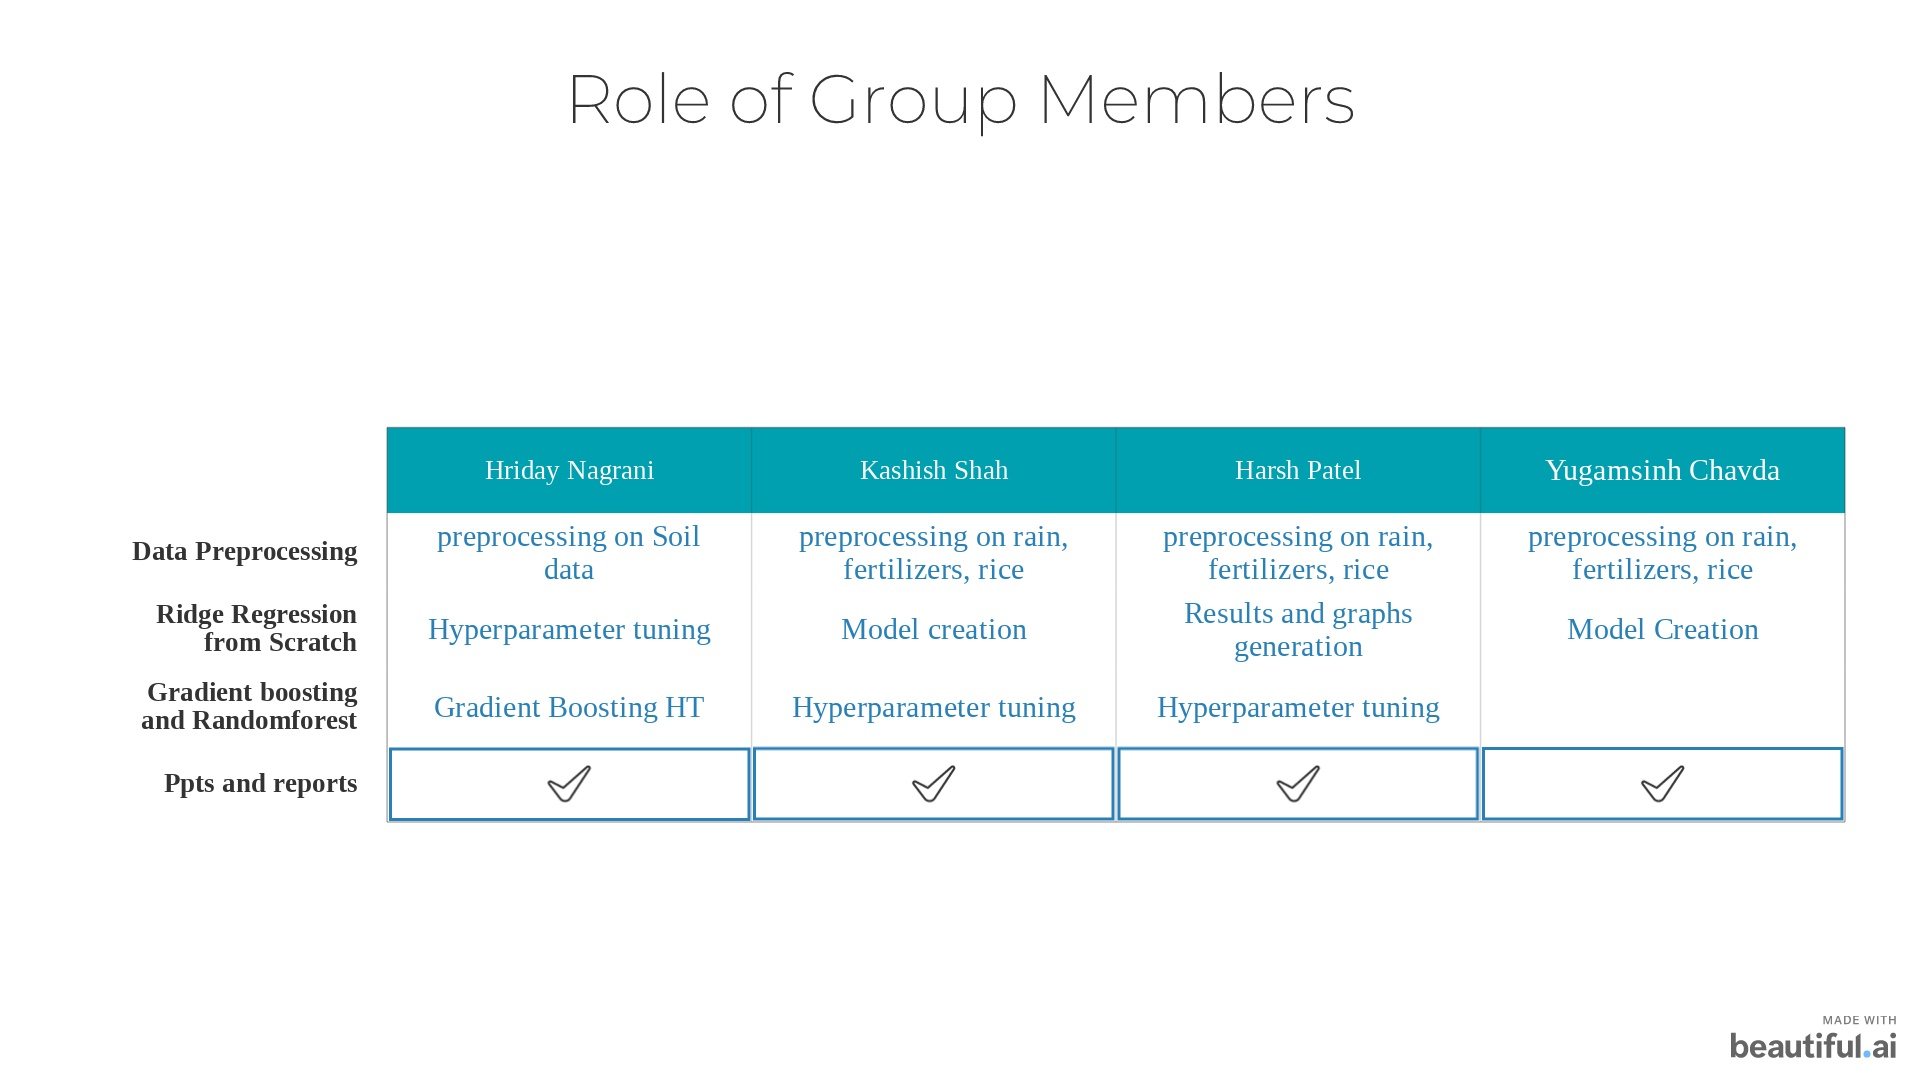 Role of Group Members
Hriday Nagrani
Kashish Shah
Harsh Patel
Yugamsinh Chavda
Data Preprocessing
preprocessing on Soil
data
preprocessing on rain,
fertilizers, rice
preprocessing on rain,
fertilizers, rice
preprocessing on rain,
fertilizers, rice
Ridge Regression
from Scratch
Hyperparameter tuning
Model creation
Results and graphs
generation
Model Creation
Gradient boosting
and Randomforest
Gradient Boosting HT
Hyperparameter tuning
Hyperparameter tuning
Ppts and reports
MADE WITH
beautiful.ai